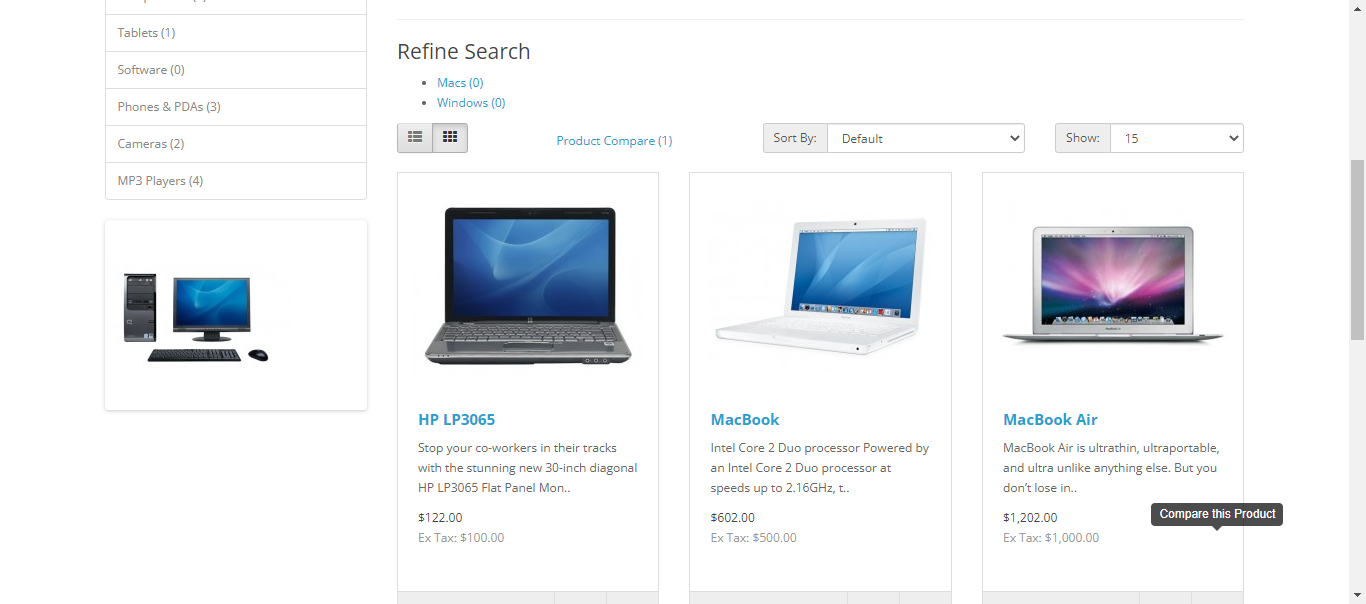 Tablets (1)
Software (0)
Phones & PDAs (3)
Cameras (2)
MP3 Players (4)
Refine Search
Macs (0)
Windows (0)
Product Compare (1)
Sort By:
Default
Show:
15
HP LP3065
Stop your co-workers in their tracks
with the stunning new 30-inch diagonal
HP LP3065 Flat Panel Mon..
$122.00
Ex Tax: $100.00
MacBook
Intel Core 2 Duo processor Powered by
an Intel Core 2 Duo processor at
speeds up to 2.16GHz, t..
$602.00
Ex Tax: $500.00
MacBook Air
MacBook Air is ultrathin, ultraportable,
and ultra unlike anything else. But you
don’t lose in..
$1,202.00
Ex Tax: $1,000.00
Compare this Product